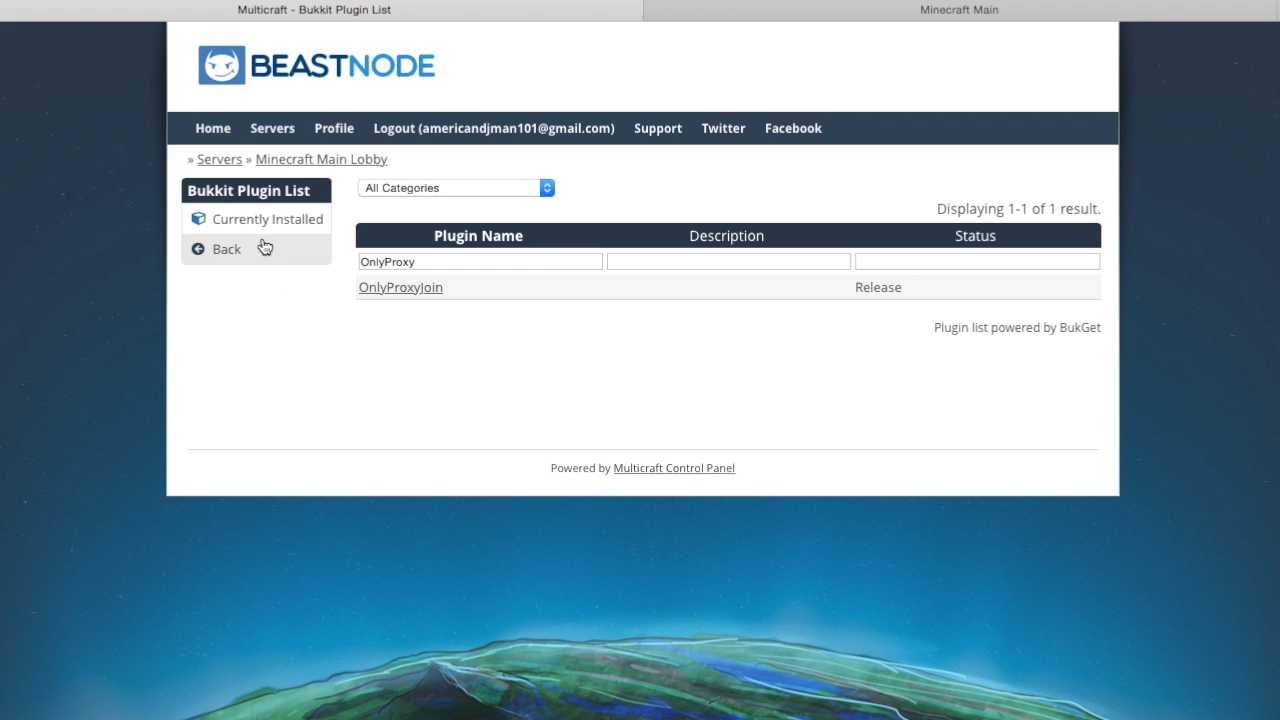 Multicraft - Bukkit Plugin List
Minecraft Main
BEASTNODE
Home Servers Profile Logout (americandjman101@gmail.com) Support Twitter Facebook
» Servers » Minecraft Main Lobby
Bukkit Plugin List
Currently Installed
Back
All Categories
Displaying 1-1 of 1 result.
Plugin Name Description Status
OnlyProxy
OnlyProxyJoin Release
Plugin list powered by BukGet
Powered by Multicraft Control Panel